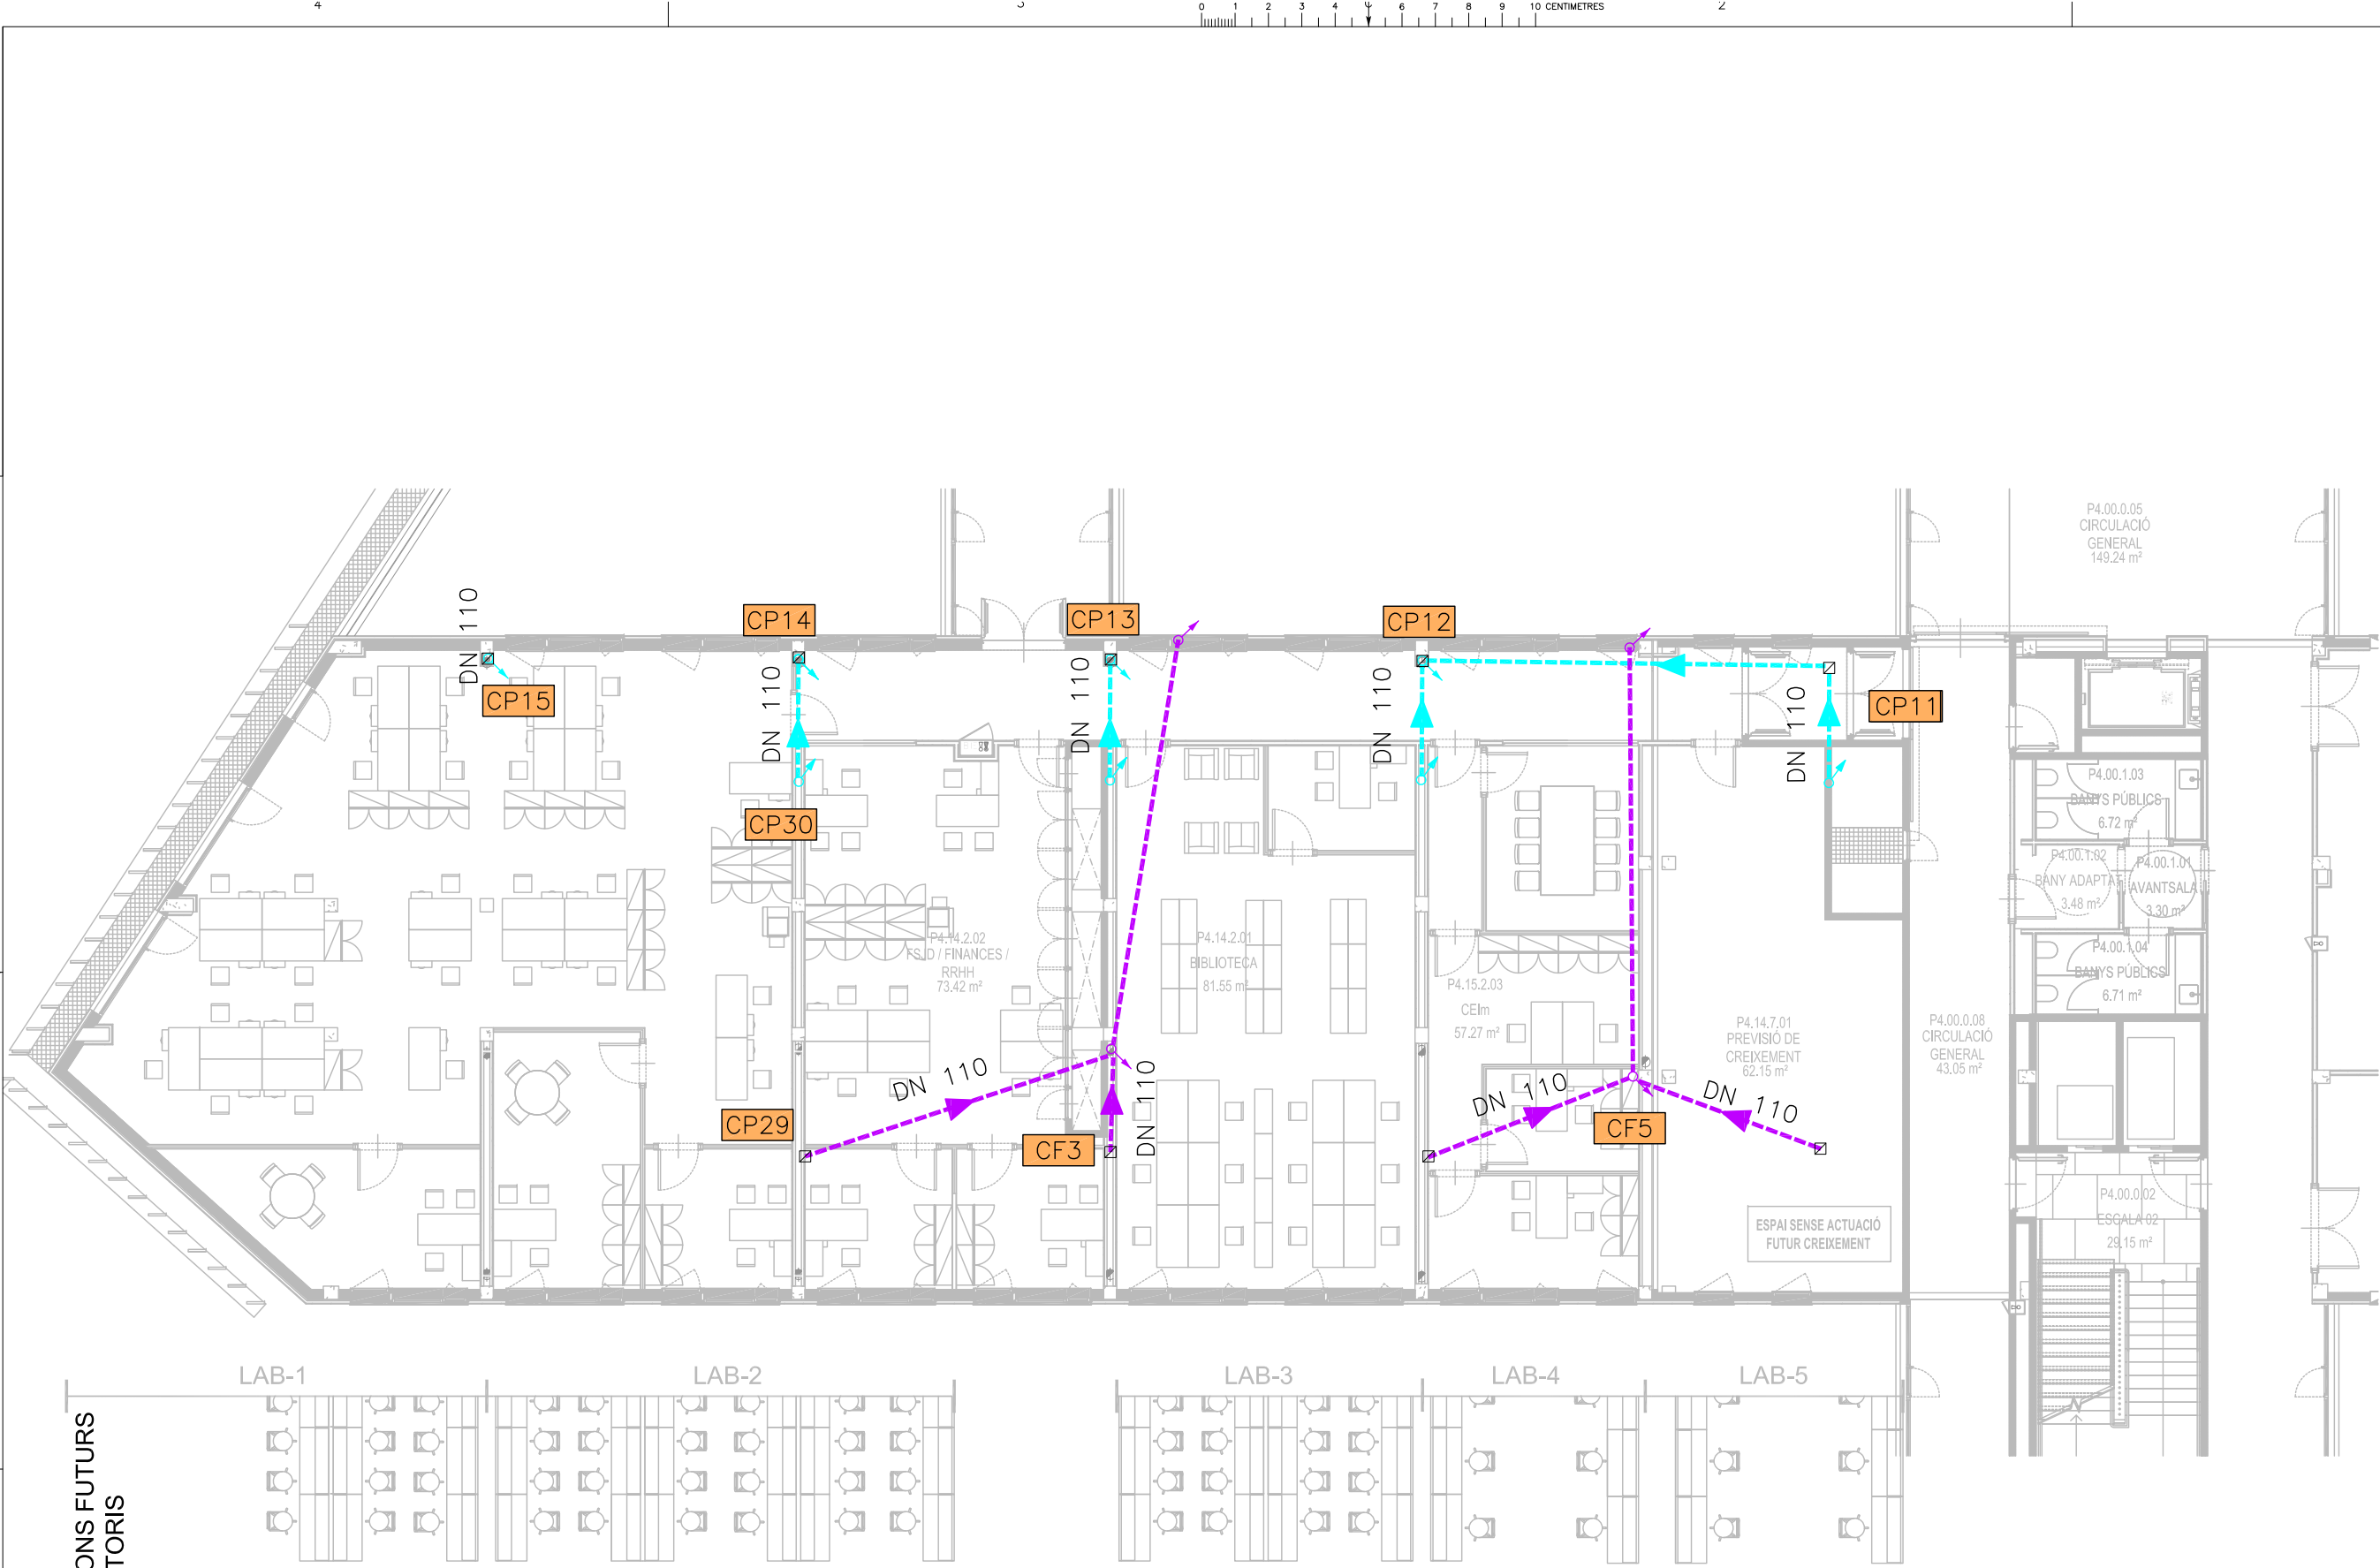 4
0 1 2 3 4 6 7 8 9 10 CENTIMETRES
2
P4.00.0.05
CIRCULACIÓ
GENERAL
149.24 m²
DN 110
CP15
CP14
DN 110
CP30
CP13
DN 110
CP12
DN 110
DN 110
CP11
P4.00.1.03
BANYS PÚBLICS
6.72 m²
P4.00.1.02
BANY ADAPTAT
3.48 m²
P4.00.1.01
AVANTSALA
3.30 m²
P4.14.2.02
FSJD / FINANCES /
RRHH
73.42 m²
P4.14.2.01
BIBLIOTECA
81.55 m²
P4.15.2.03
CEIm
57.27 m²
P4.00.1.04
BANYS PÚBLICS
6.71 m²
P4.14.7.01
PREVISIÓ DE
CREIXEMENT
62.15 m²
P4.00.0.08
CIRCULACIÓ
GENERAL
43.05 m²
DN 110
DN 110
DN 110
DN 110
CP29
CF3
CF5
P4.00.0.02
ESCALA 02
29.15 m²
ESPAI SENSE ACTUACIÓ
FUTUR CREIXEMENT
LAB-1
LAB-2
LAB-3
LAB-4
LAB-5
ONS FUTURS
TORIS